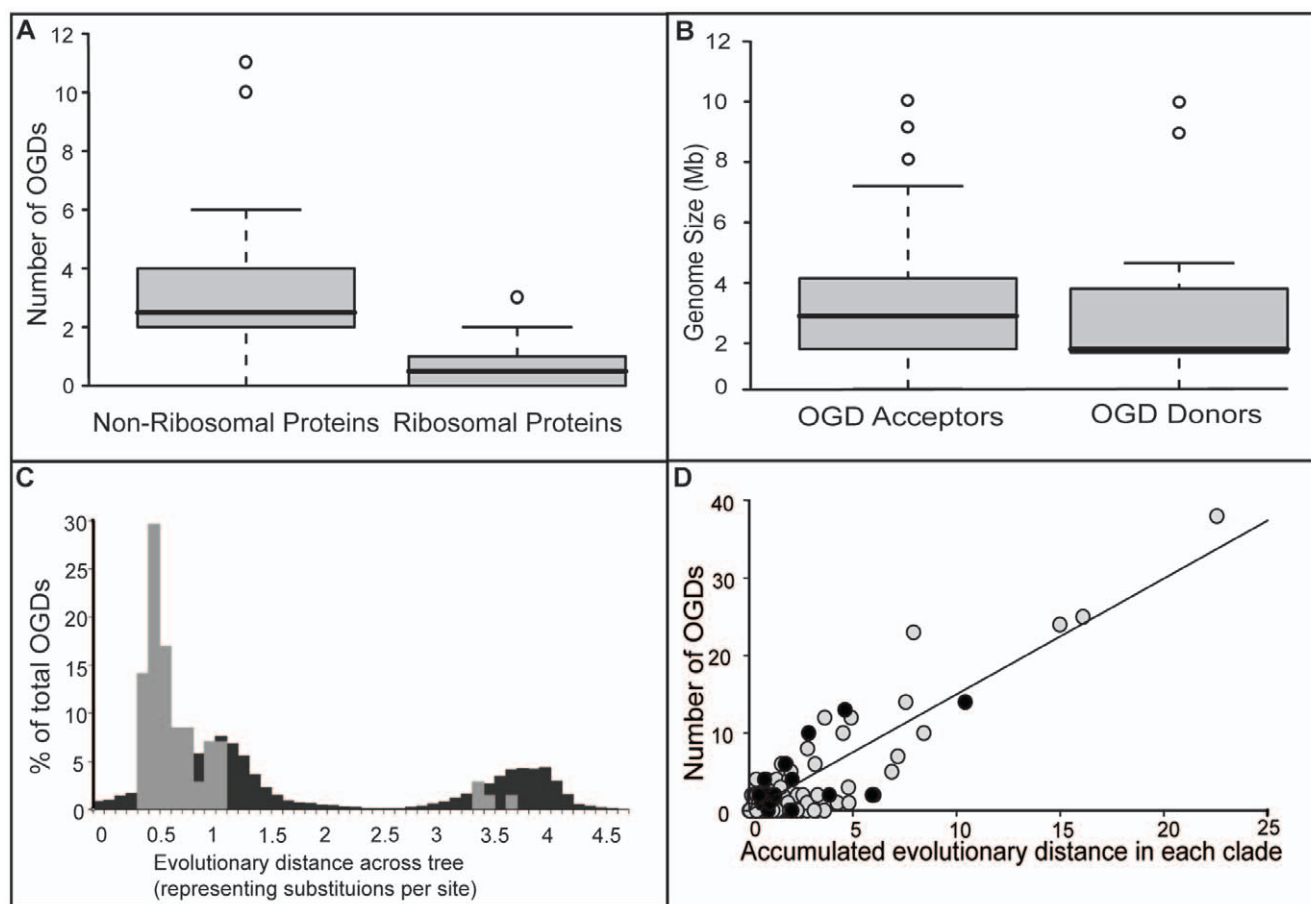 A
Number of OGDs
12
10
8
6
4
2
0
Non-Ribosomal Proteins
Ribosomal Proteins
B
Genome Size (Mb)
12
10
8
6
4
2
0
OGD Acceptors
OGD Donors
C
% of total OGDs
30
25
20
15
10
5
0
0 0.5 1 1.5 2 2.5 3 3.5 4 4.5
Evolutionary distance across tree
(representing substituions per site)
D
Number of OGDs
40
30
20
10
0
0 5 10 15 20 25
Accumulated evolutionary distance in each clade